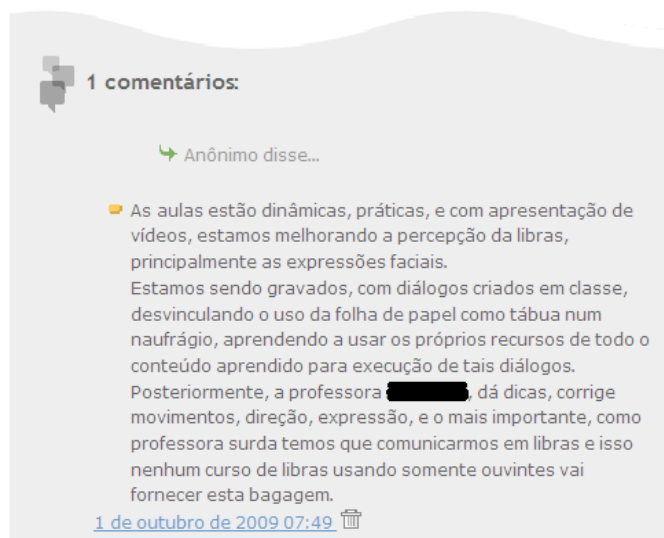 1 comentários:
Anônimo disse...
As aulas estão dinâmicas, práticas, e com apresentação de
vídeos, estamos melhorando a percepção da libras,
principalmente as expressões faciais.
Estamos sendo gravados, com diálogos criados em classe,
desvinculando o uso da folha de papel como tábua num
naufrágio, aprendendo a usar os próprios recursos de todo o
conteúdo aprendido para execução de tais diálogos.
Posteriormente, a professora , dá dicas, corrige
movimentos, direção, expressão, e o mais importante, como
professora surda temos que comunicarmos em libras e isso
nenhum curso de libras usando somente ouvintes vai
fornecer esta bagagem.
1 de outubro de 2009 07:49